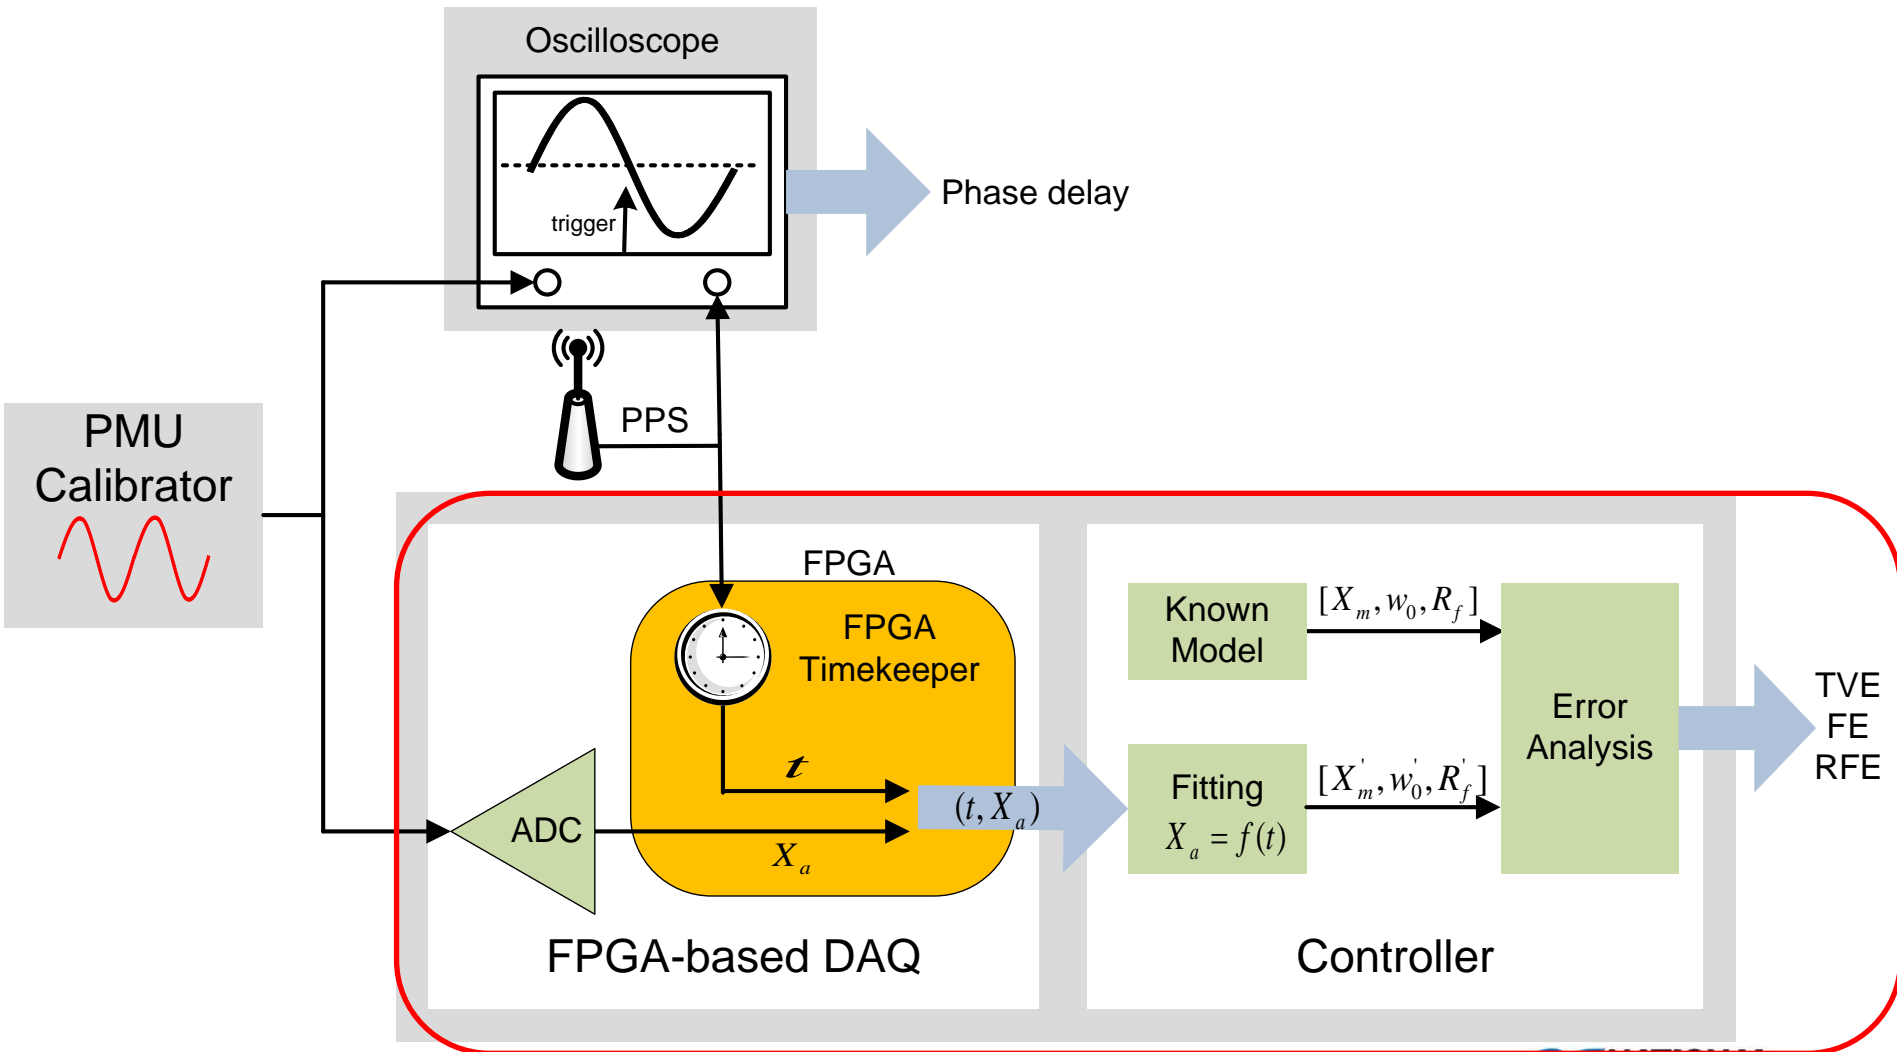 Oscilloscope
trigger
Phase delay
PPS
PMU
Calibrator
FPGA
FPGA
Timekeeper
t
ADC
X_a
(t, X_a)
FPGA-based DAQ
Known
Model
[X_m, w_0, R_f]
Fitting
X_a = f(t)
[X'_m, w'_0, R'_f]
Error
Analysis
Controller
TVE
FE
RFE